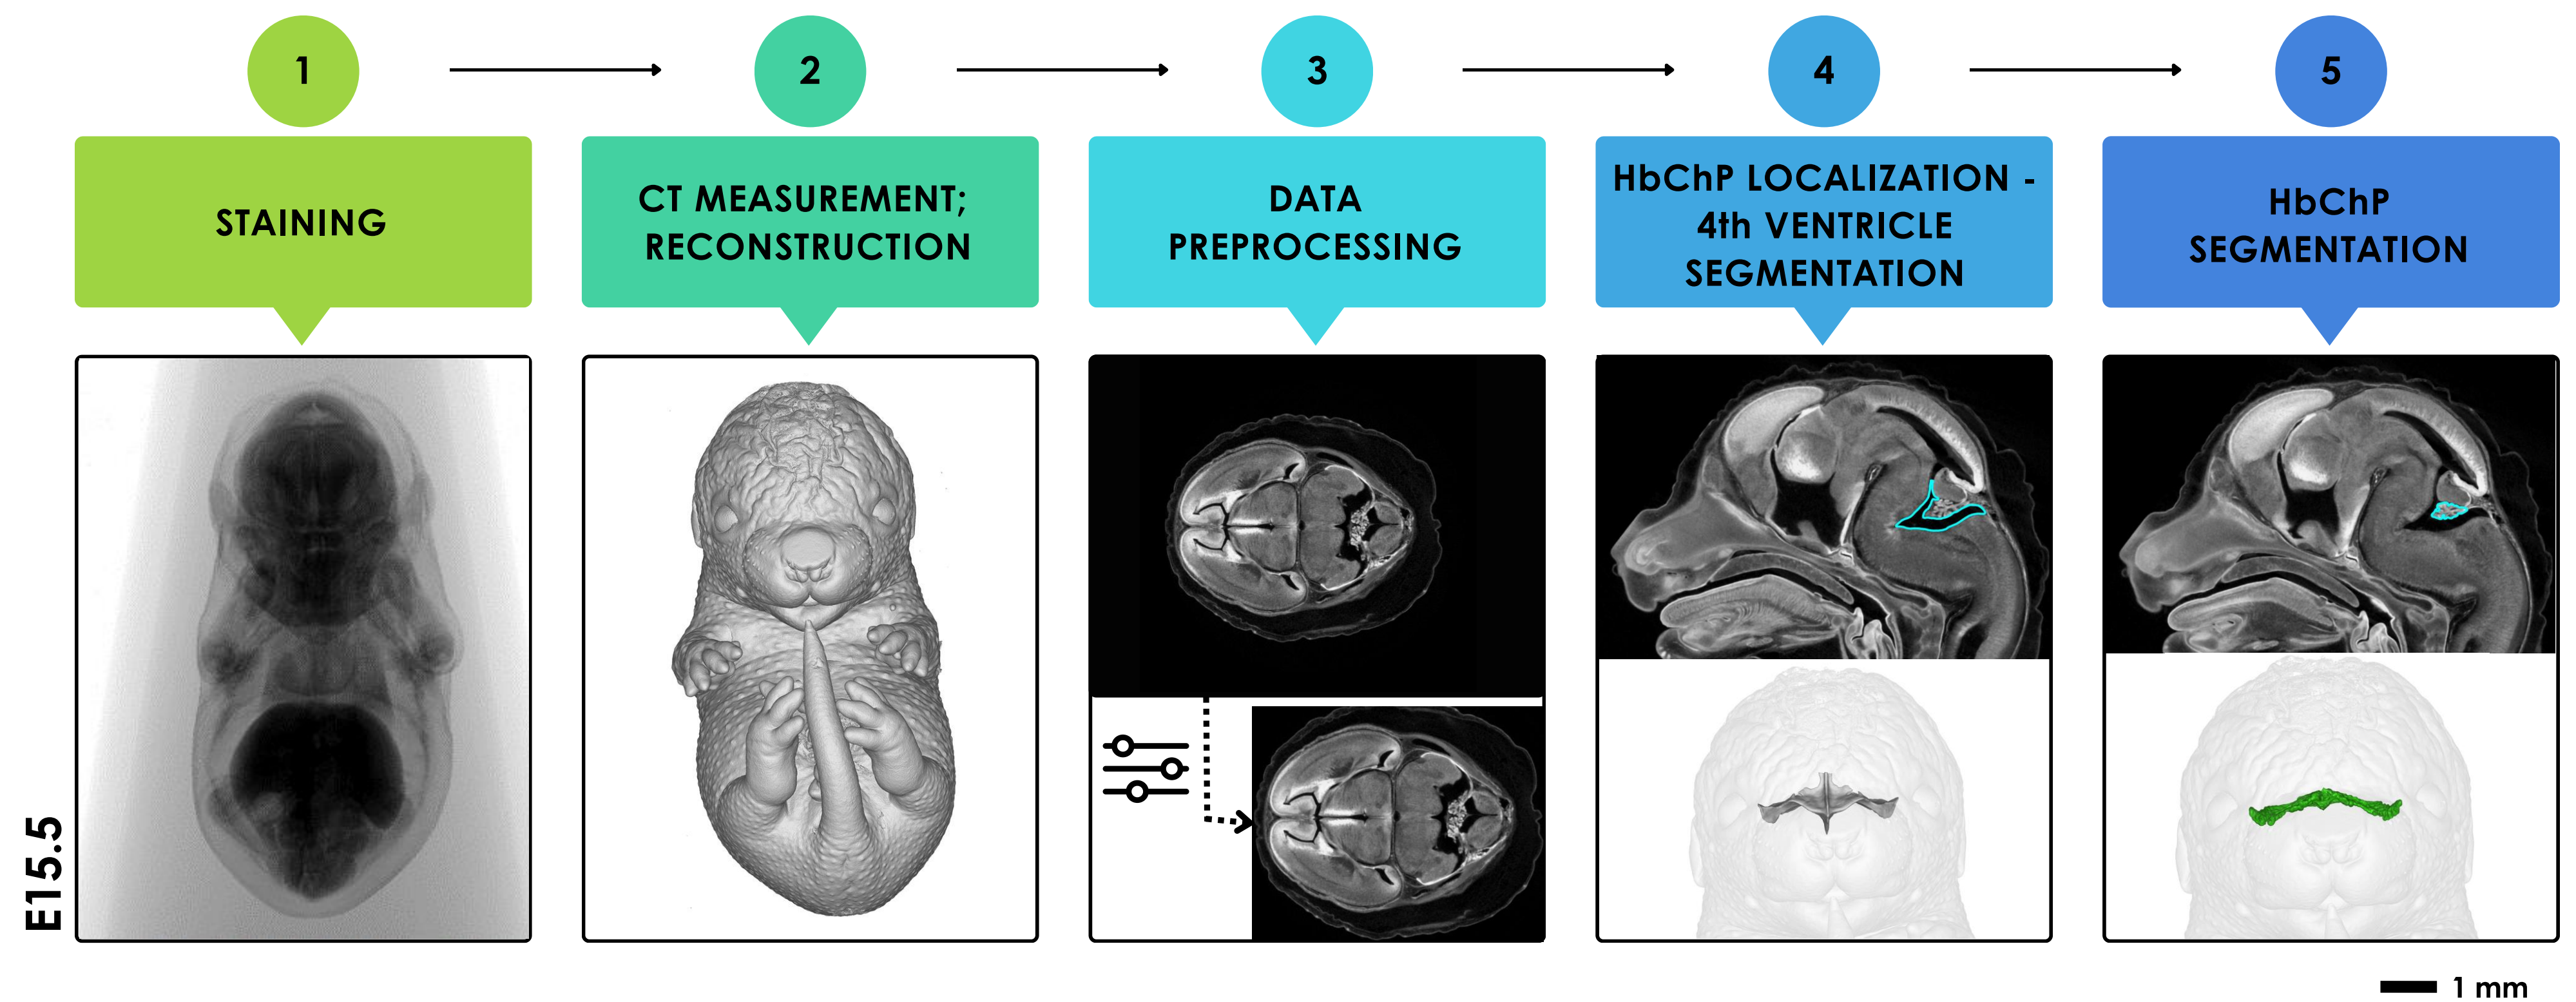 1
2
3
4
5
STAINING
CT MEASUREMENT;
RECONSTRUCTION
DATA
PREPROCESSING
HbChP LOCALIZATION -
4th VENTRICLE
SEGMENTATION
HbChP
SEGMENTATION
E15.5
1 mm